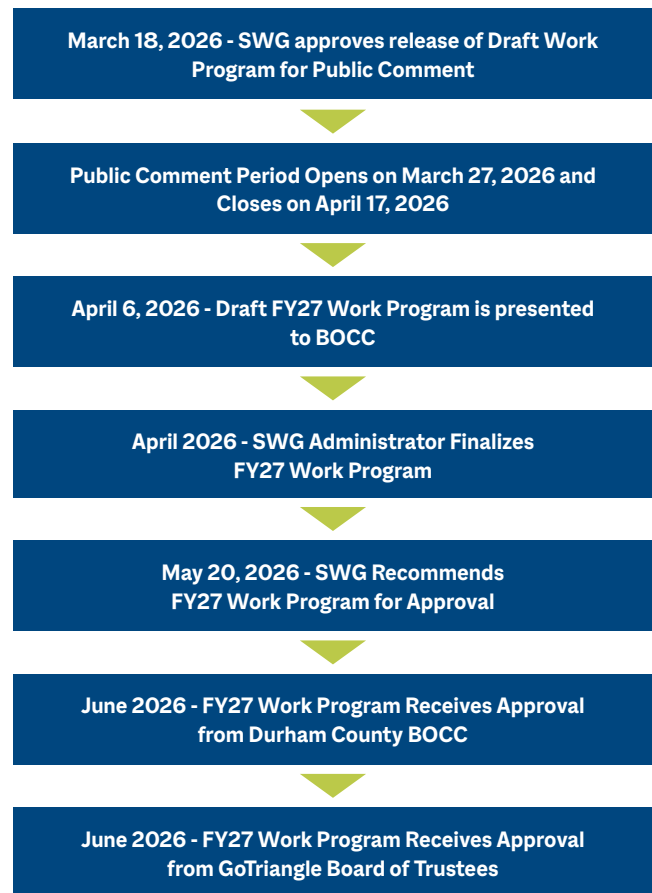 March 18, 2026 - SWG approves release of Draft Work
Program for Public Comment
Public Comment Period Opens on March 27, 2026 and
Closes on April 17, 2026
April 6, 2026 - Draft FY27 Work Program is presented
to BOCC
April 2026 - SWG Administrator Finalizes
FY27 Work Program
May 20, 2026 - SWG Recommends
FY27 Work Program for Approval
June 2026 - FY27 Work Program Receives Approval
from Durham County BOCC
June 2026 - FY27 Work Program Receives Approval
from GoTriangle Board of Trustees